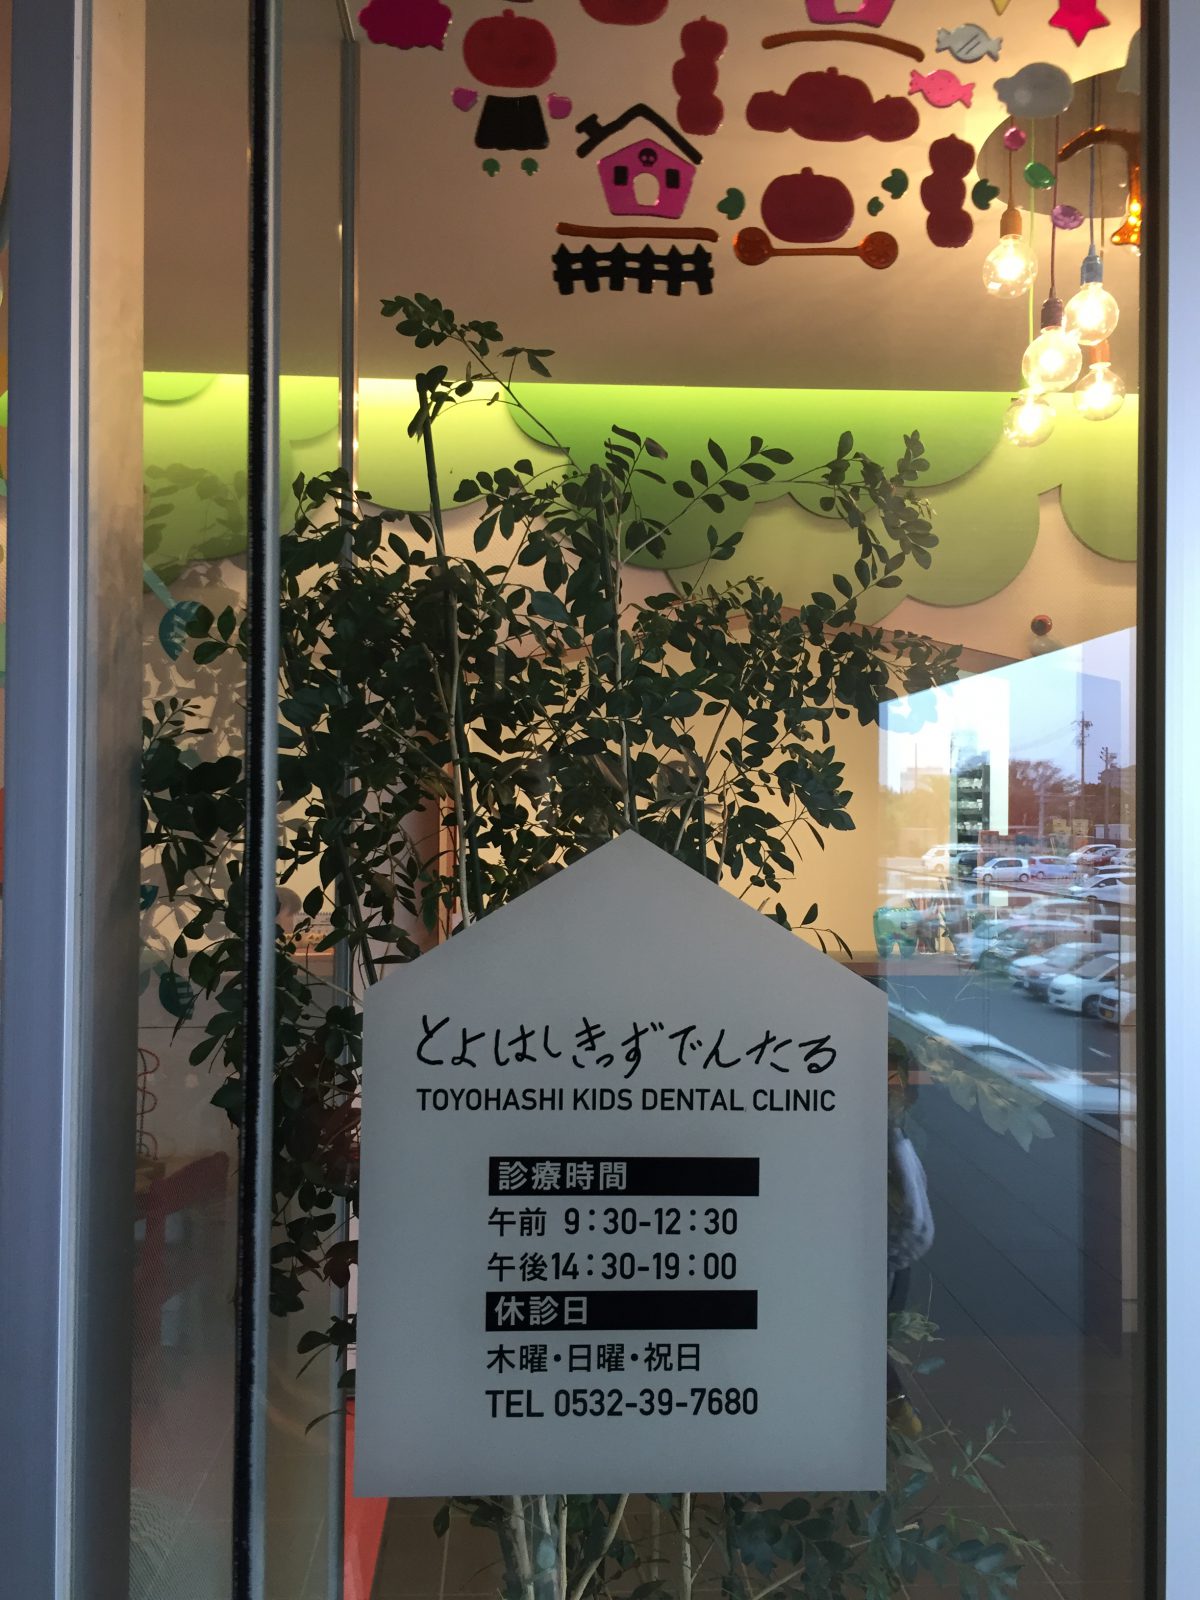 とよはしきっずでんたる
TOYOHASHI KIDS DENTAL CLINIC
診療時間
午前 9:30-12:30
午後14:30-19:00
休診日
木曜・日曜・祝日
TEL 0532-39-7680